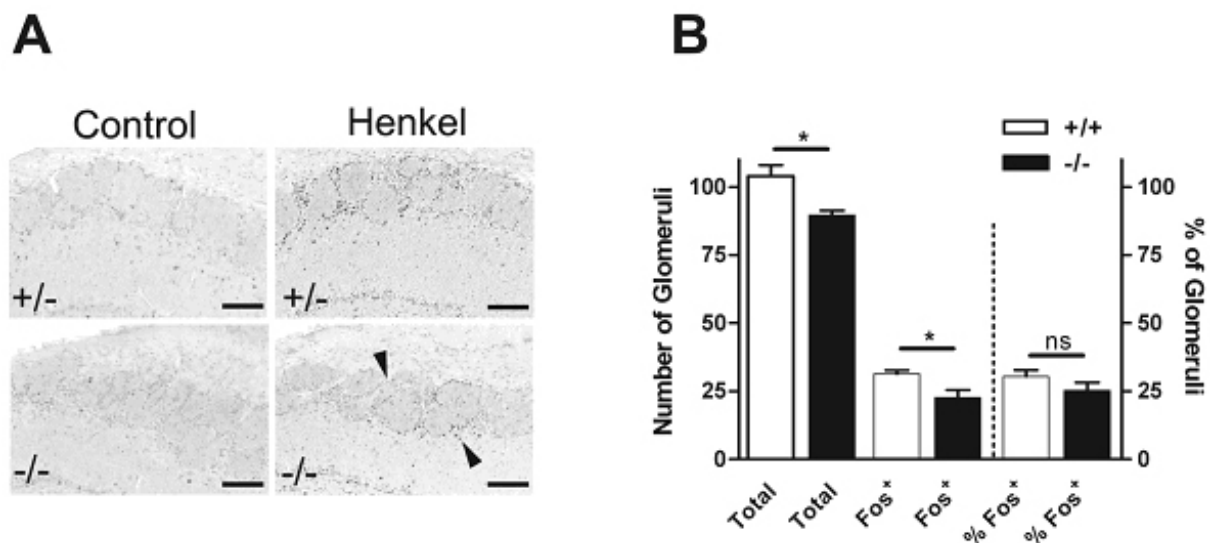 A
Control
Henkel
+/-
+/-
-/-
-/-
B
+/+
-/-
Number of Glomeruli
100
75
50
25
0
*
*
ns
100
75
50
25
0
% of Glomeruli
Total
Total
Fos⁺
Fos⁺
% Fos⁺
% Fos⁺